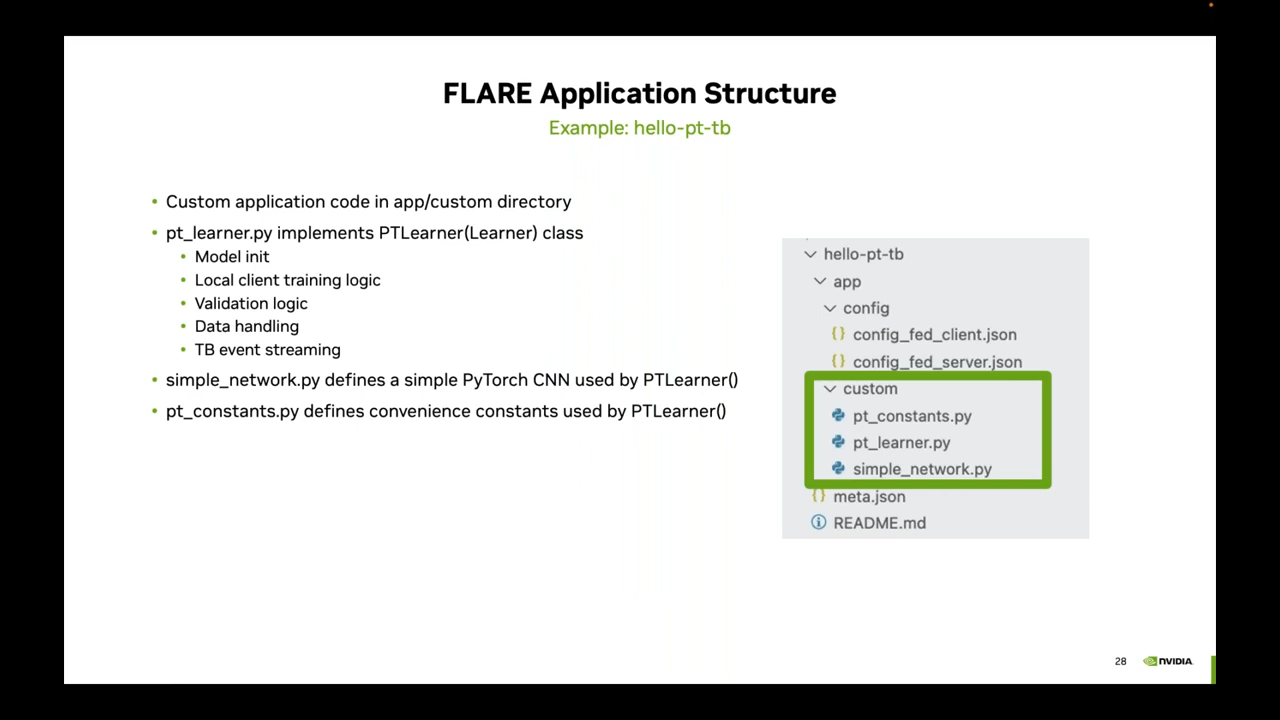 FLARE Application Structure
Example: hello-pt-tb
• Custom application code in app/custom directory
• pt_learner.py implements PTLearner(Learner) class
• Model init
• Local client training logic
• Validation logic
• Data handling
• TB event streaming
• simple_network.py defines a simple PyTorch CNN used by PTLearner()
• pt_constants.py defines convenience constants used by PTLearner()
hello-pt-tb
app
config
{} config_fed_client.json
{} config_fed_server.json
custom
pt_constants.py
pt_learner.py
simple_network.py
{} meta.json
README.md
28
NVIDIA